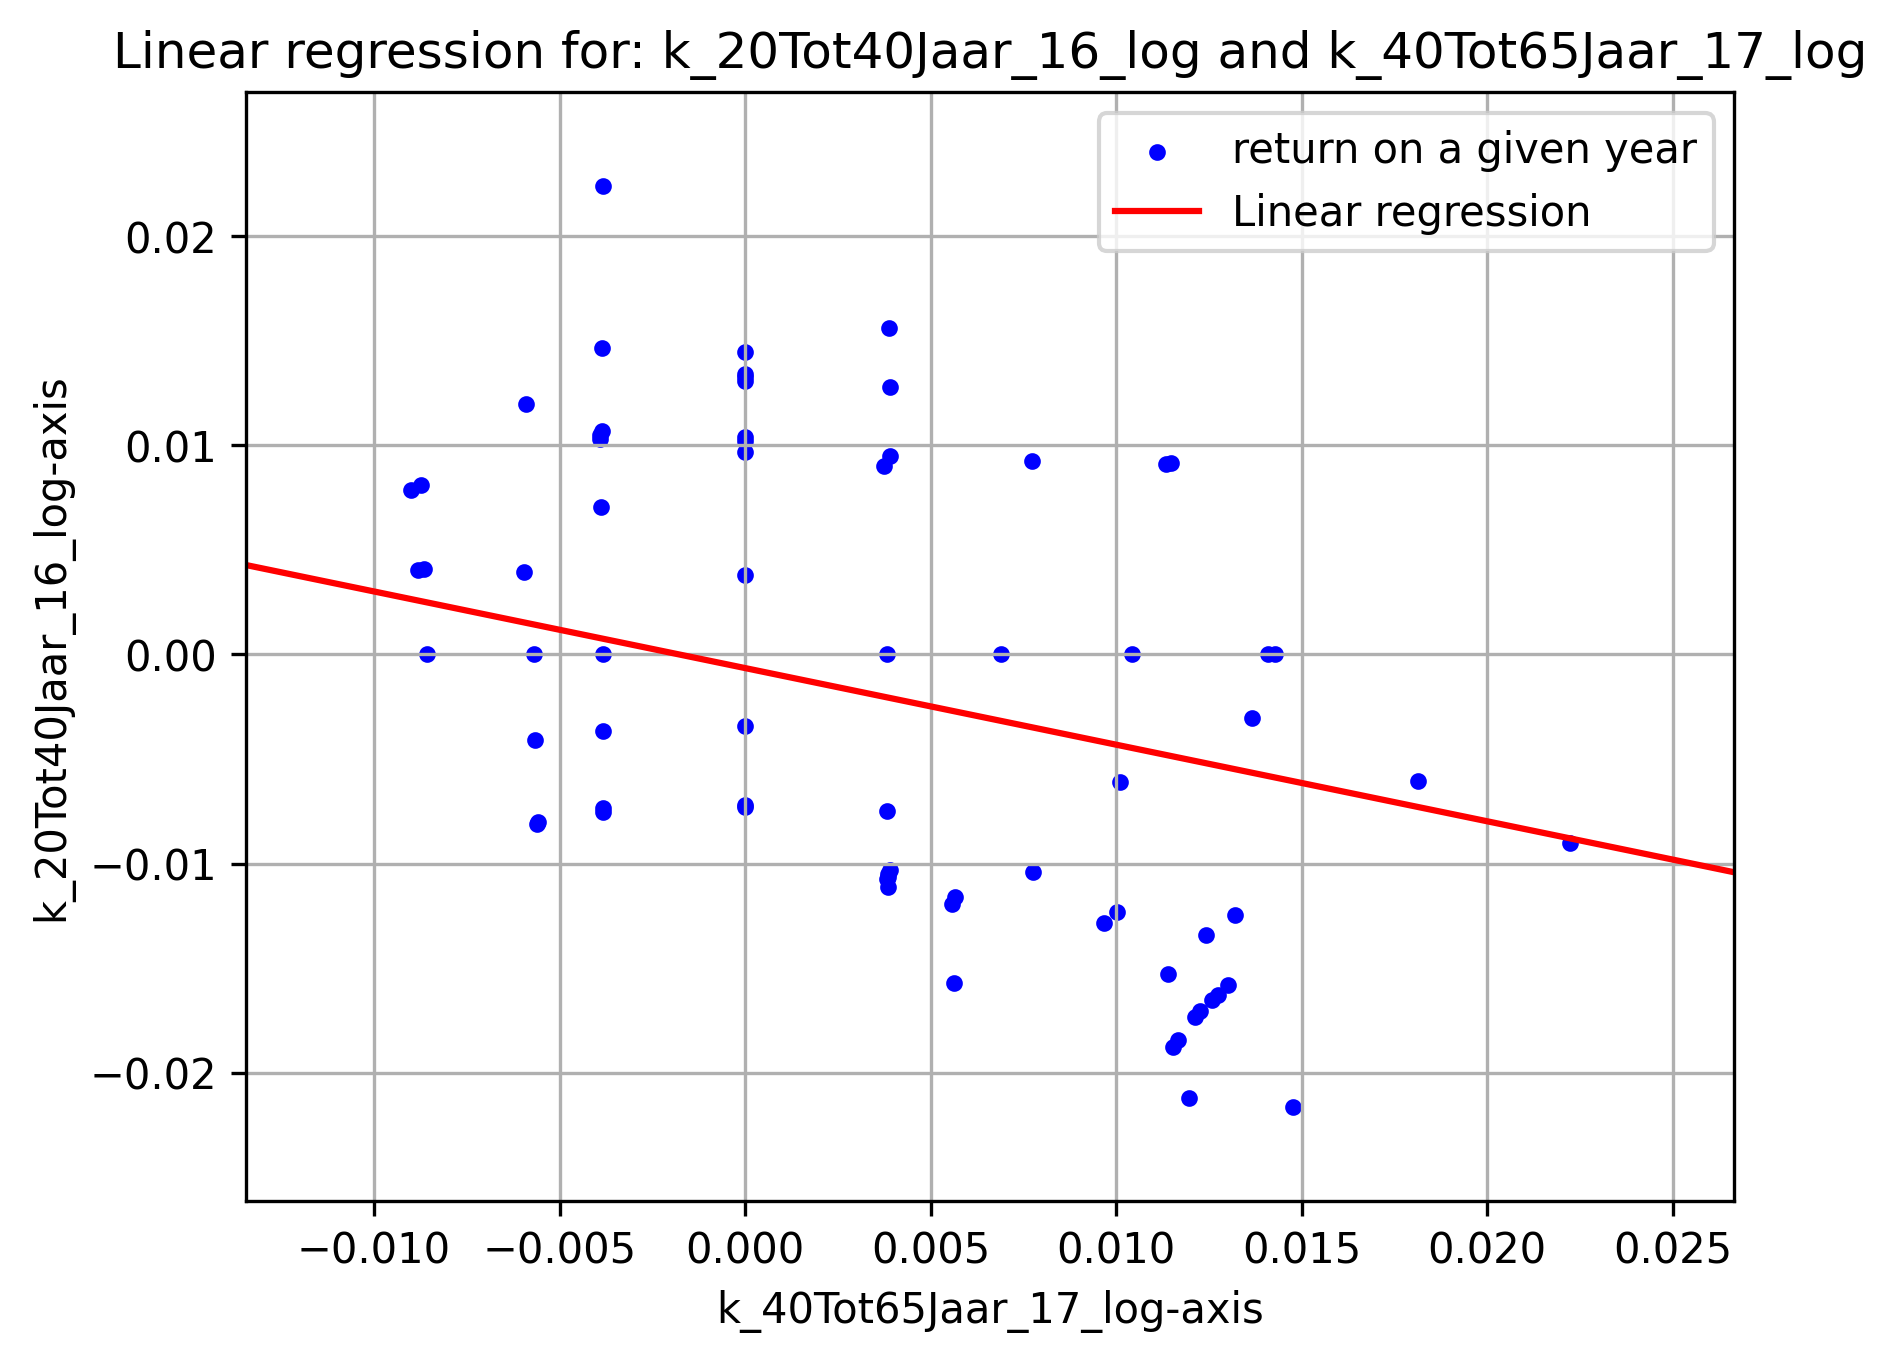 Linear regression for: k_20Tot40Jaar_16_log and k_40Tot65Jaar_17_log
return on a given year
Linear regression
0.02
0.01
0.00
−0.01
−0.02
k_20Tot40Jaar_16_log-axis
−0.010 −0.005 0.000 0.005 0.010 0.015 0.020 0.025
k_40Tot65Jaar_17_log-axis